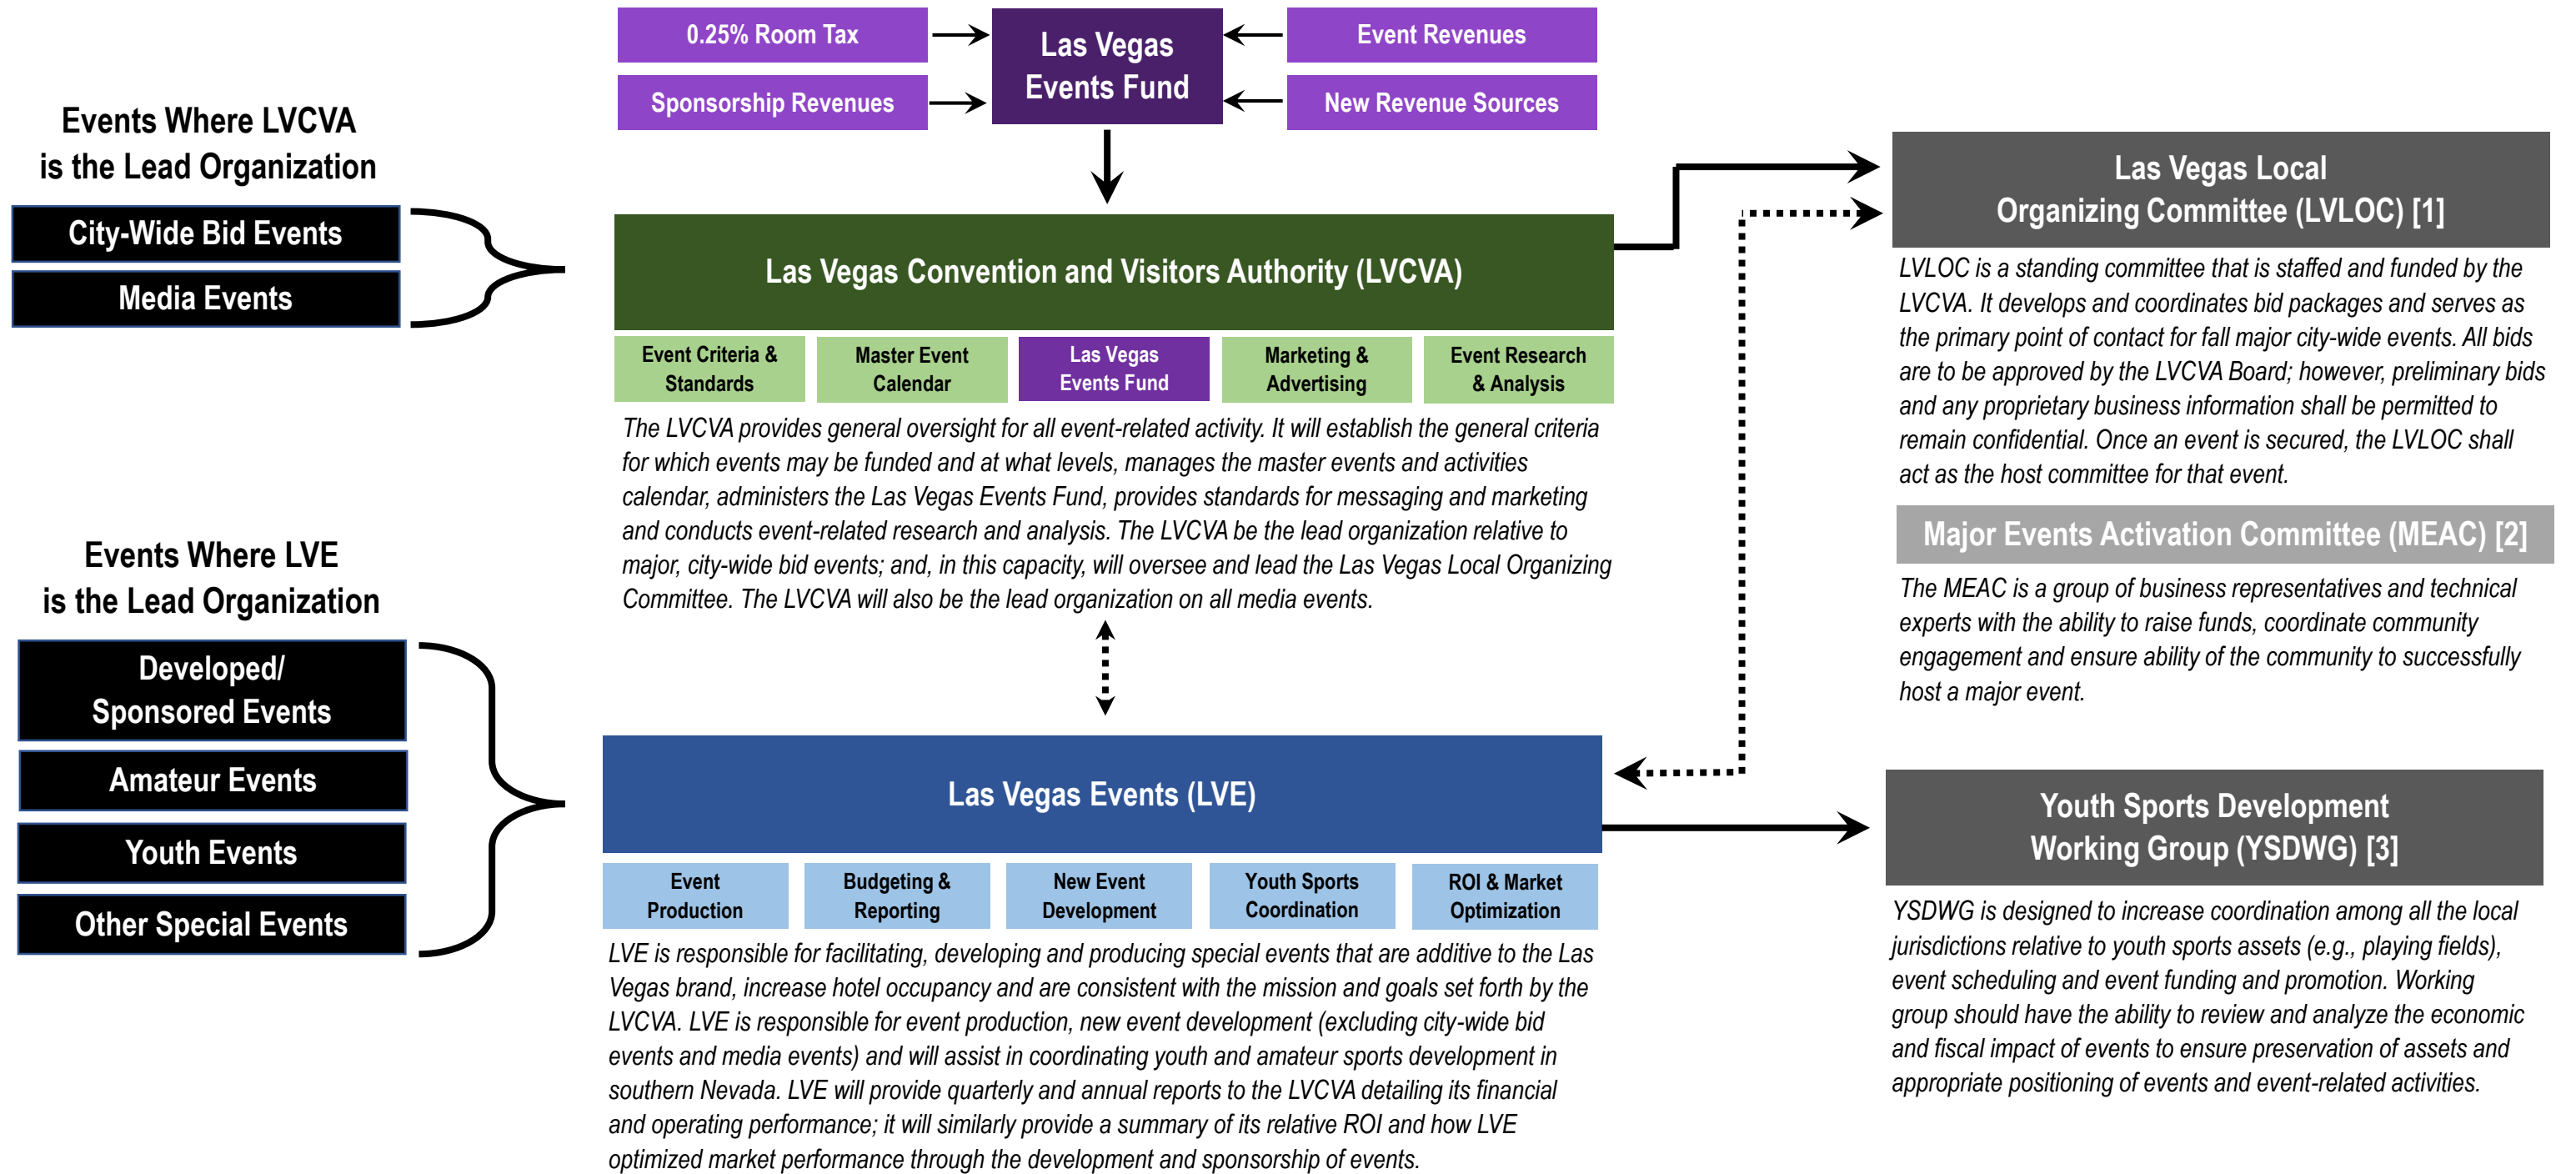 0.25% Room Tax
Sponsorship Revenues
Las Vegas
Events Fund
Event Revenues
New Revenue Sources
Events Where LVCVA
is the Lead Organization
City-Wide Bid Events
Media Events
Las Vegas Convention and Visitors Authority (LVCVA)
Event Criteria &
Standards
Master Event
Calendar
Las Vegas
Events Fund
Marketing &
Advertising
Event Research
& Analysis
The LVCVA provides general oversight for all event-related activity. It will establish the general criteria
for which events may be funded and at what levels, manages the master events and activities
calendar, administers the Las Vegas Events Fund, provides standards for messaging and marketing
and conducts event-related research and analysis. The LVCVA be the lead organization relative to
major, city-wide bid events; and, in this capacity, will oversee and lead the Las Vegas Local Organizing
Committee. The LVCVA will also be the lead organization on all media events.
Las Vegas Local
Organizing Committee (LVLOC) [1]
LVLOC is a standing committee that is staffed and funded by the
LVCVA. It develops and coordinates bid packages and serves as
the primary point of contact for fall major city-wide events. All bids
are to be approved by the LVCVA Board; however, preliminary bids
and any proprietary business information shall be permitted to
remain confidential. Once an event is secured, the LVLOC shall
act as the host committee for that event.
Major Events Activation Committee (MEAC) [2]
The MEAC is a group of business representatives and technical
experts with the ability to raise funds, coordinate community
engagement and ensure ability of the community to successfully
host a major event.
Events Where LVE
is the Lead Organization
Developed/
Sponsored Events
Amateur Events
Youth Events
Other Special Events
Las Vegas Events (LVE)
Event
Production
Budgeting &
Reporting
New Event
Development
Youth Sports
Coordination
ROI & Market
Optimization
LVE is responsible for facilitating, developing and producing special events that are additive to the Las
Vegas brand, increase hotel occupancy and are consistent with the mission and goals set forth by the
LVCVA. LVE is responsible for event production, new event development (excluding city-wide bid
events and media events) and will assist in coordinating youth and amateur sports development in
southern Nevada. LVE will provide quarterly and annual reports to the LVCVA detailing its financial
and operating performance; it will similarly provide a summary of its relative ROI and how LVE
optimized market performance through the development and sponsorship of events.
Youth Sports Development
Working Group (YSDWG) [3]
YSDWG is designed to increase coordination among all the local
jurisdictions relative to youth sports assets (e.g., playing fields),
event scheduling and event funding and promotion. Working
group should have the ability to review and analyze the economic
and fiscal impact of events to ensure preservation of assets and
appropriate positioning of events and event-related activities.